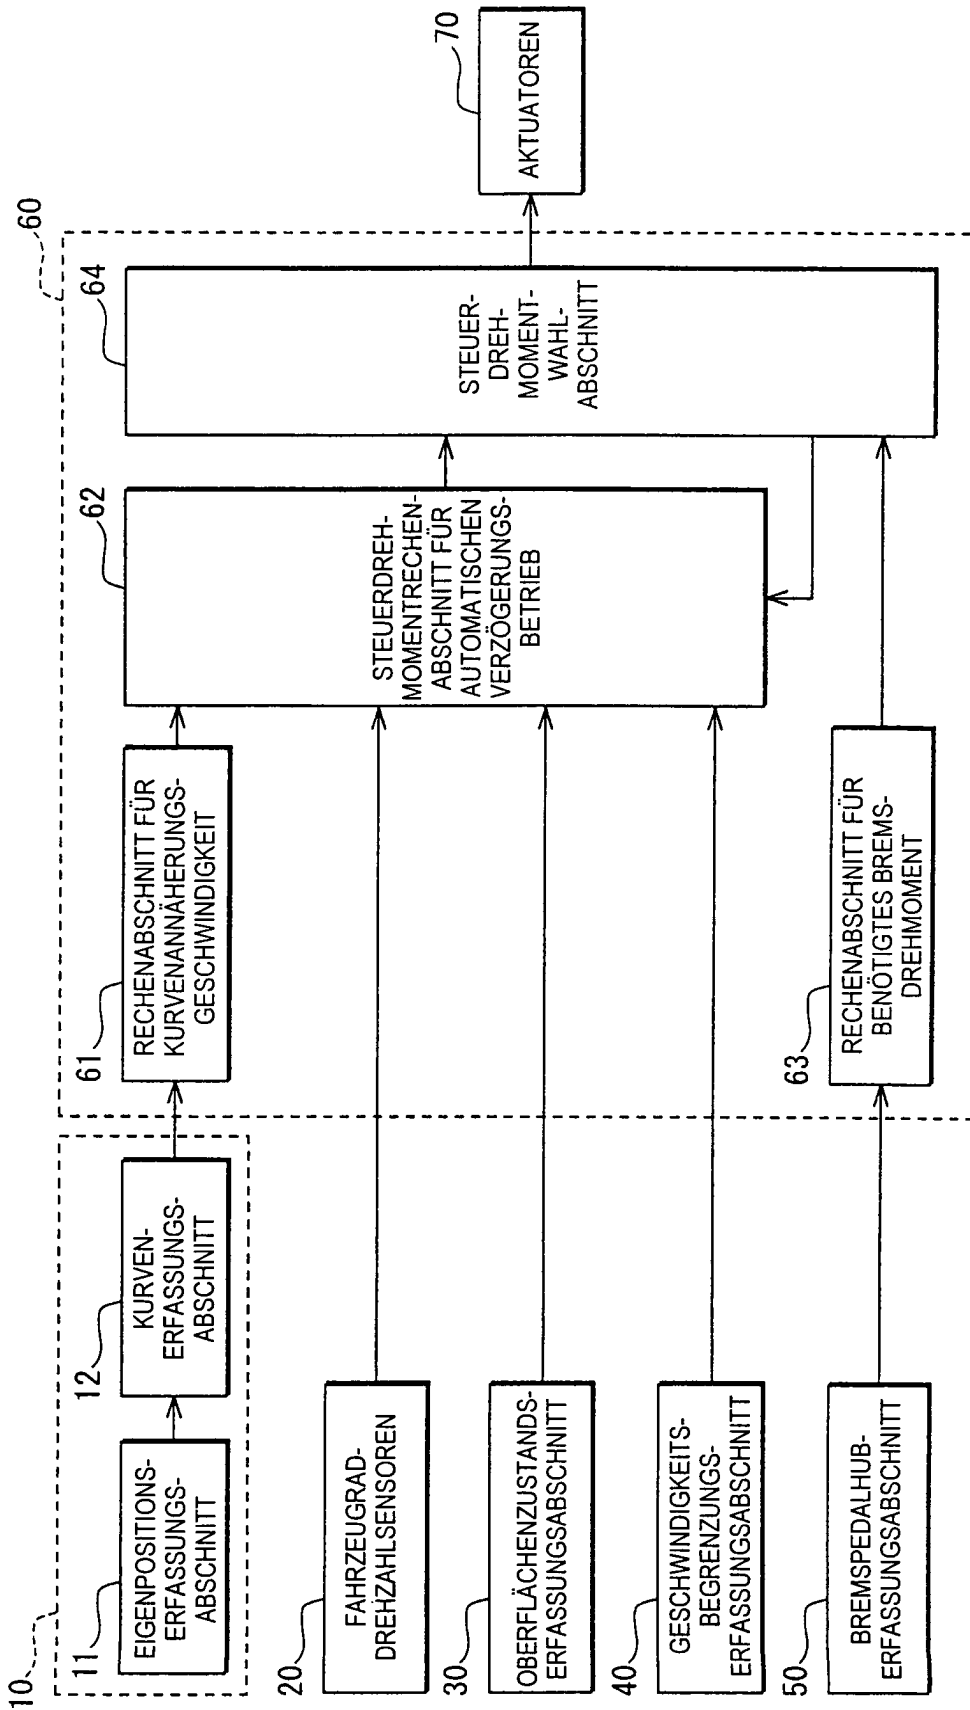 10
11
EIGENPOSITIONS-
ERFASSUNGS-
ABSCHNITT
12
KURVEN-
ERFASSUNGS-
ABSCHNITT
20
FAHRZEUGRAD-
DREHZAHLSENSOREN
30
OBERFLÄCHENZUSTANDS-
ERFASSUNGSABSCHNITT
40
GESCHWINDIGKEITS-
BEGRENZUNGS-
ERFASSUNGSABSCHNITT
50
BREMSPEDALHUB-
ERFASSUNGSABSCHNITT
60
61
RECHENABSCHNITT FÜR
KURVENANNÄHERUNGS-
GESCHWINDIGKEIT
62
STEUERDREH-
MOMENTRECHEN-
ABSCHNITT FÜR
AUTOMATISCHEN
VERZÖGERUNGS-
BETRIEB
63
RECHENABSCHNITT FÜR
BENÖTIGTES BREMS-
DREHMOMENT
64
STEUER-
DREH-
MOMENT-
WAHL-
ABSCHNITT
70
AKTUATOREN